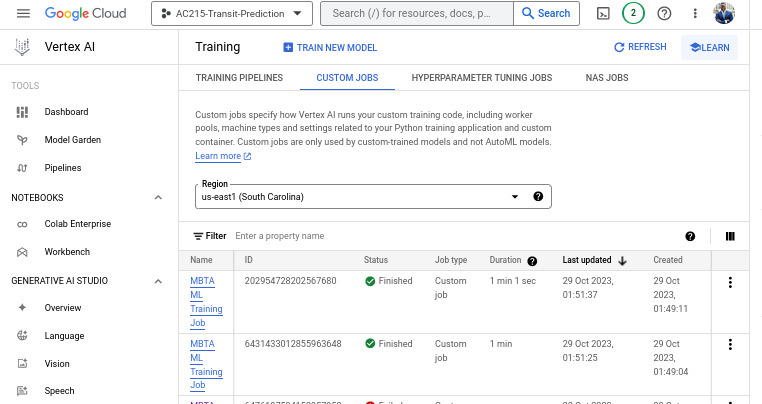 Google Cloud
AC215-Transit-Prediction
Search (/) for resources, docs, p...
Search
2
Vertex AI
Training
TRAIN NEW MODEL
REFRESH
LEARN
TOOLS
Dashboard
Model Garden
Pipelines
NOTEBOOKS
Colab Enterprise
Workbench
GENERATIVE AI STUDIO
Overview
Language
Vision
Speech
TRAINING PIPELINES
CUSTOM JOBS
HYPERPARAMETER TUNING JOBS
NAS JOBS
Custom jobs specify how Vertex AI runs your custom training code, including worker
pools, machine types and settings related to your Python training application and custom
container. Custom jobs are only used by custom-trained models and not AutoML models.
Learn more
Region
us-east1 (South Carolina)
Filter Enter a property name
Name ID Status Job type Duration Last updated Created
MBTA 202954728202567680 Finished Custom 1 min 1 sec 29 Oct 2023, 29 Oct
ML job 01:51:37 2023,
Training 01:49:11
Job
MBTA 6431433012855963648 Finished Custom 1 min 29 Oct 2023, 29 Oct
ML job 01:51:25 2023,
Training 01:49:04
Job